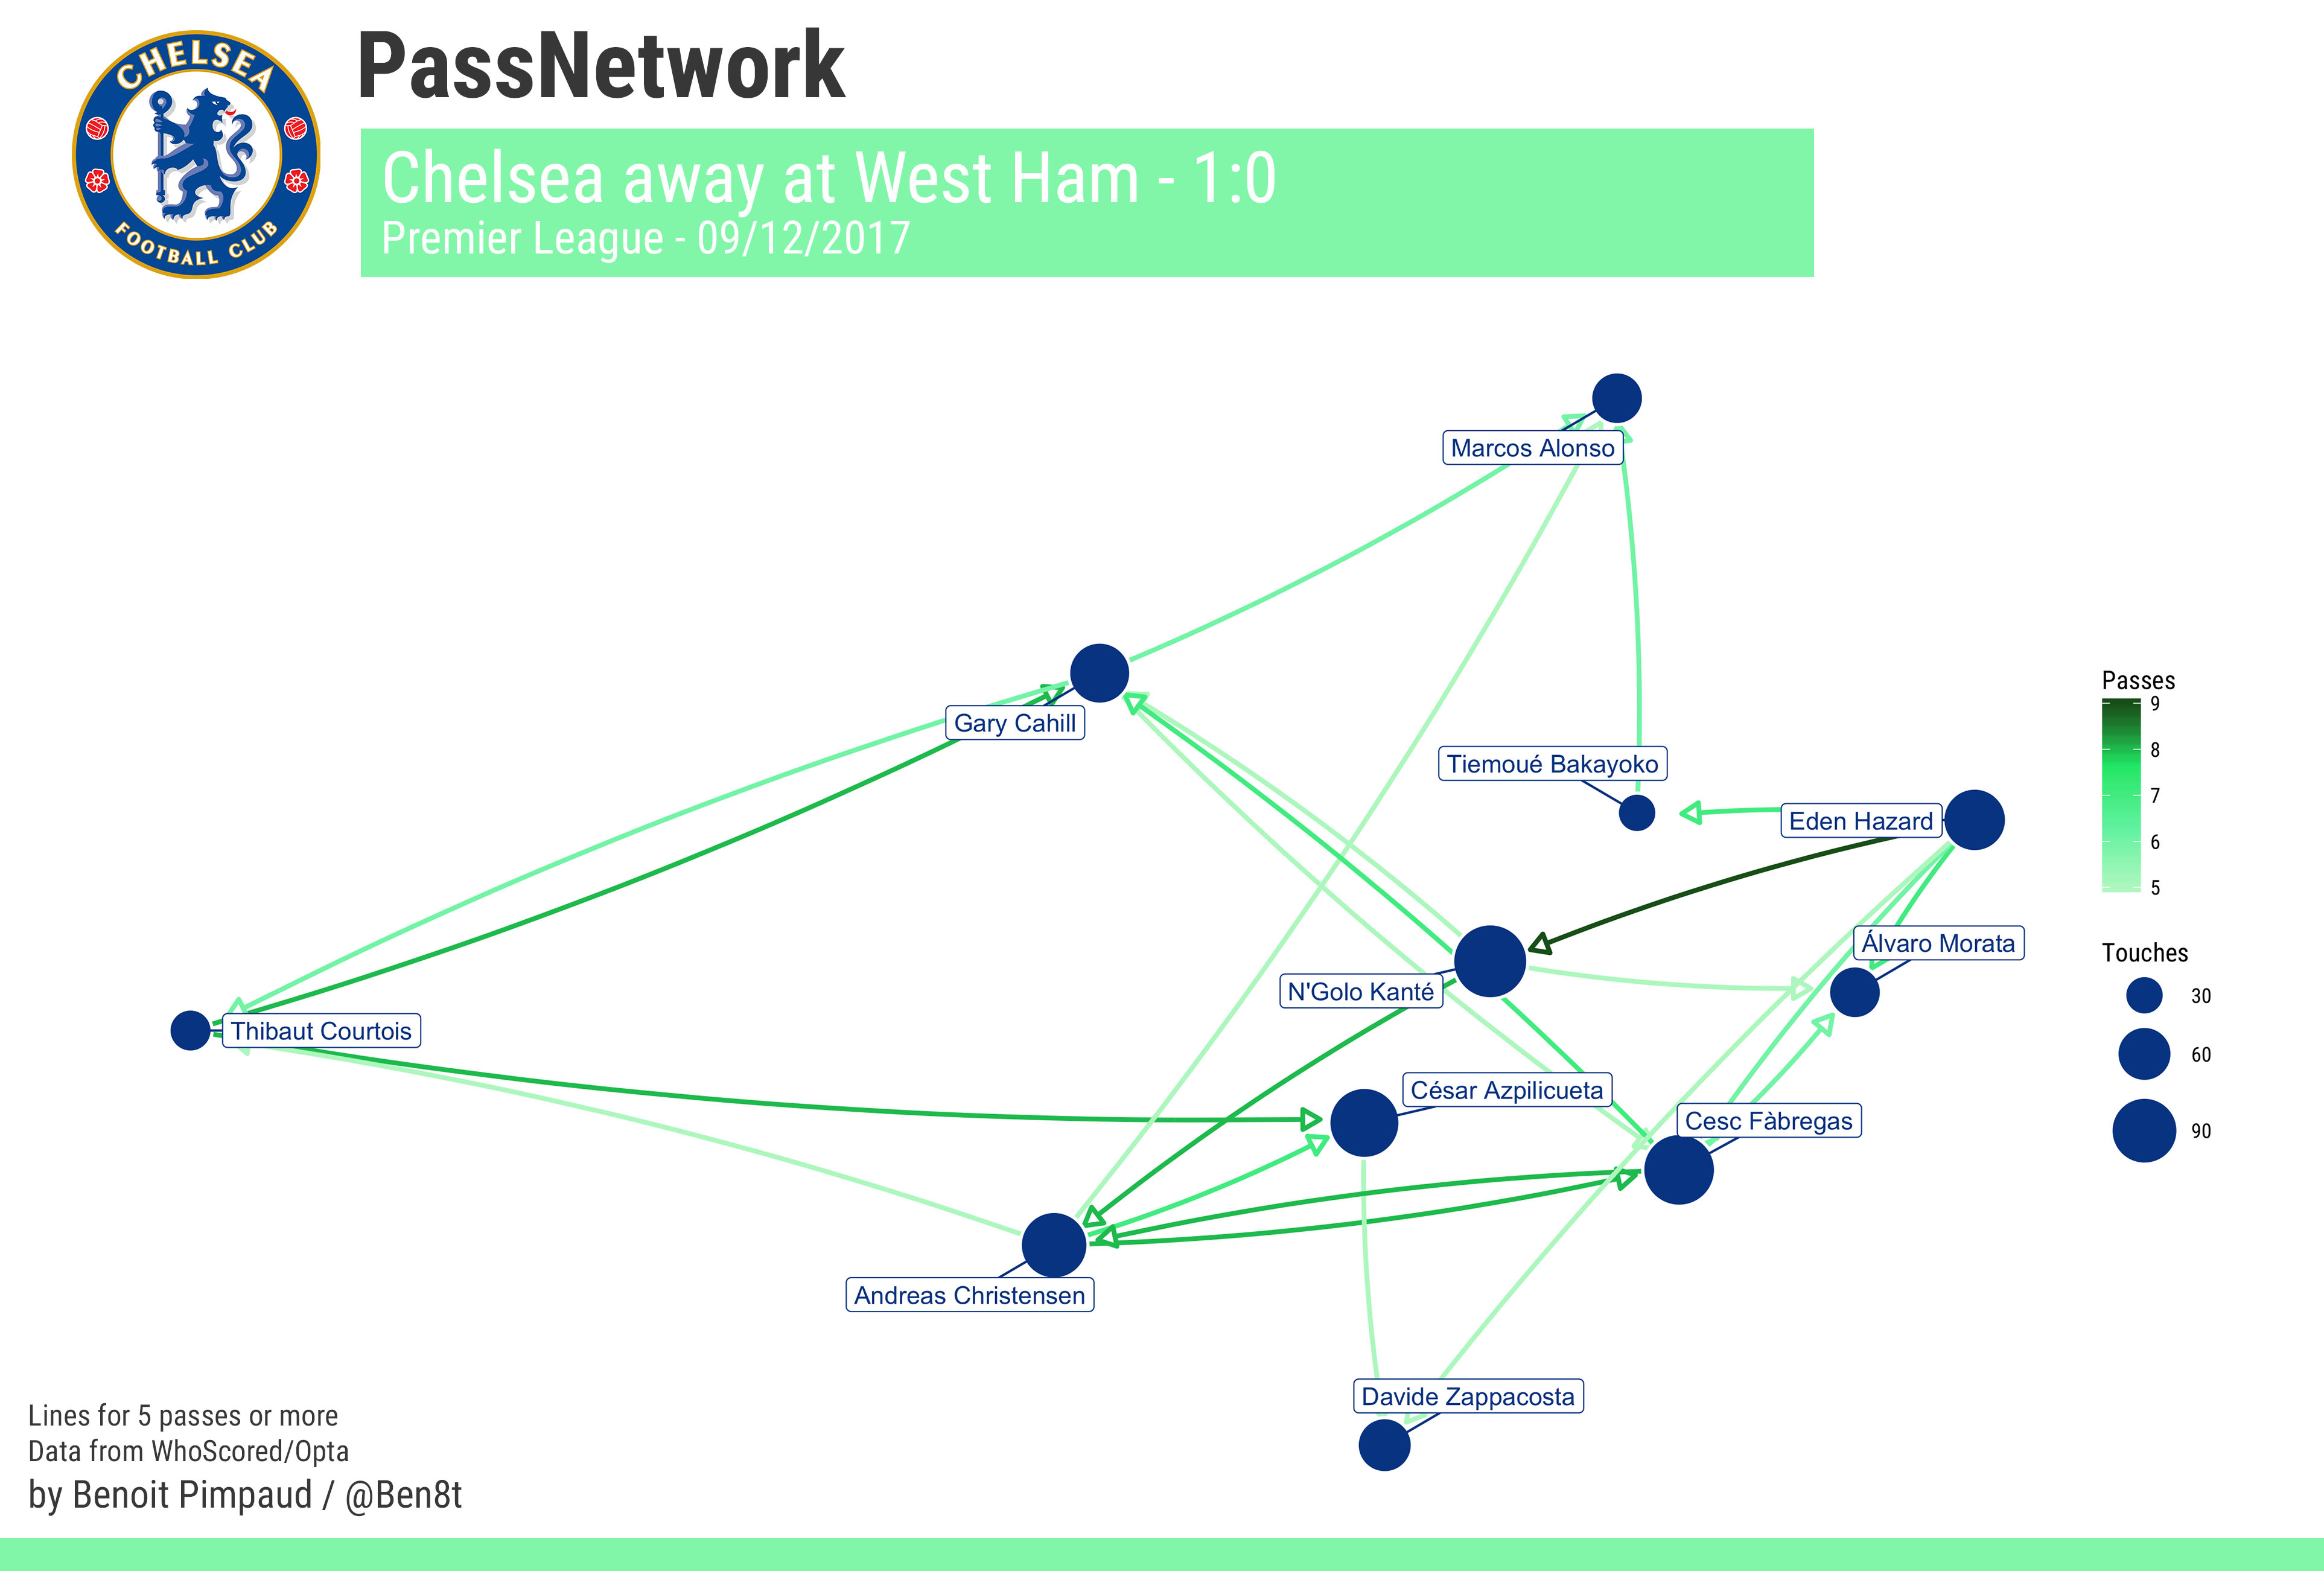 CHELSEA
FOOTBALL CLUB
PassNetwork
Chelsea away at West Ham - 1:0
Premier League - 09/12/2017
Marcos Alonso
Gary Cahill
Tiemoué Bakayoko
Eden Hazard
Álvaro Morata
N'Golo Kanté
Thibaut Courtois
César Azpilicueta
Cesc Fàbregas
Andreas Christensen
Davide Zappacosta
Passes
9
8
7
6
5
Touches
30
60
90
Lines for 5 passes or more
Data from WhoScored/Opta
by Benoit Pimpaud / @Ben8t